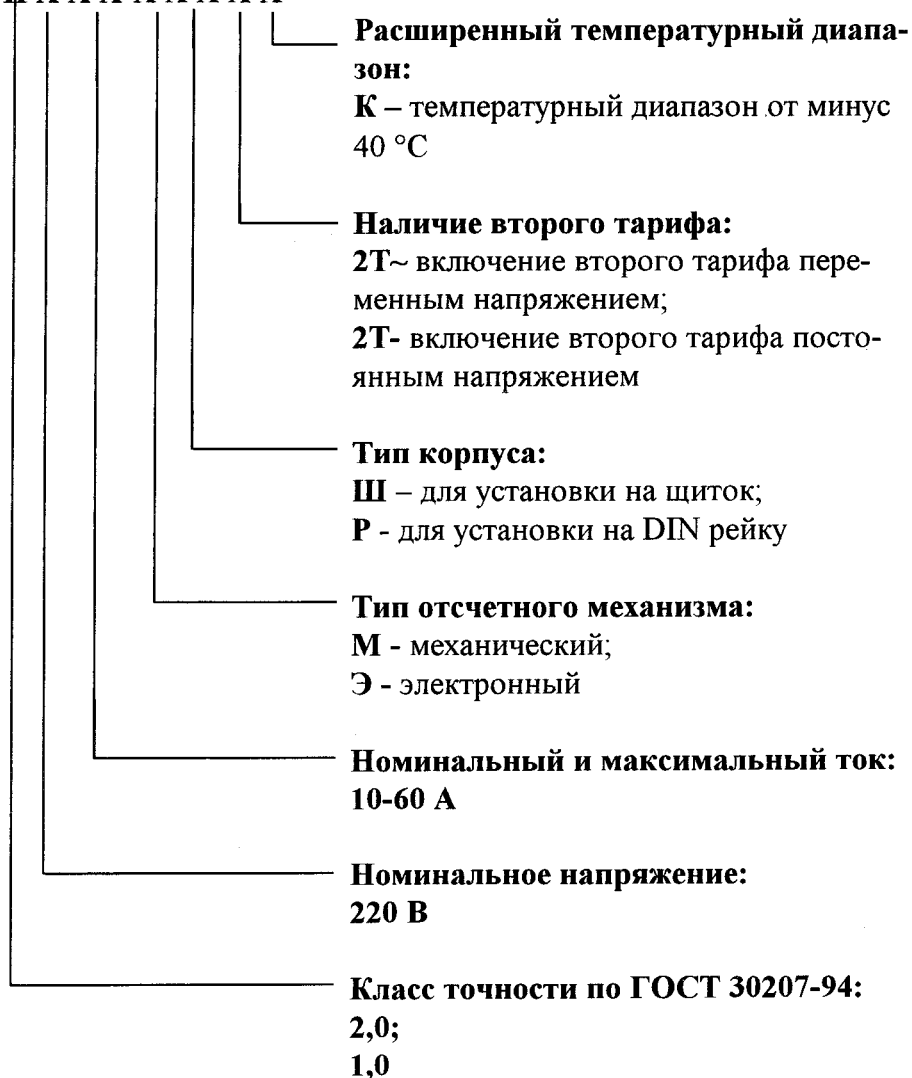 Расширенный температурный диапа-
зон:
К – температурный диапазон от минус
40 °С
Наличие второго тарифа:
2Т~ включение второго тарифа пере-
менным напряжением;
2Т- включение второго тарифа посто-
янным напряжением
Тип корпуса:
Ш – для установки на щиток;
Р - для установки на DIN рейку
Тип отсчетного механизма:
М - механический;
Э - электронный
Номинальный и максимальный ток:
10-60 А
Номинальное напряжение:
220 В
Класс точности по ГОСТ 30207-94:
2,0;
1,0